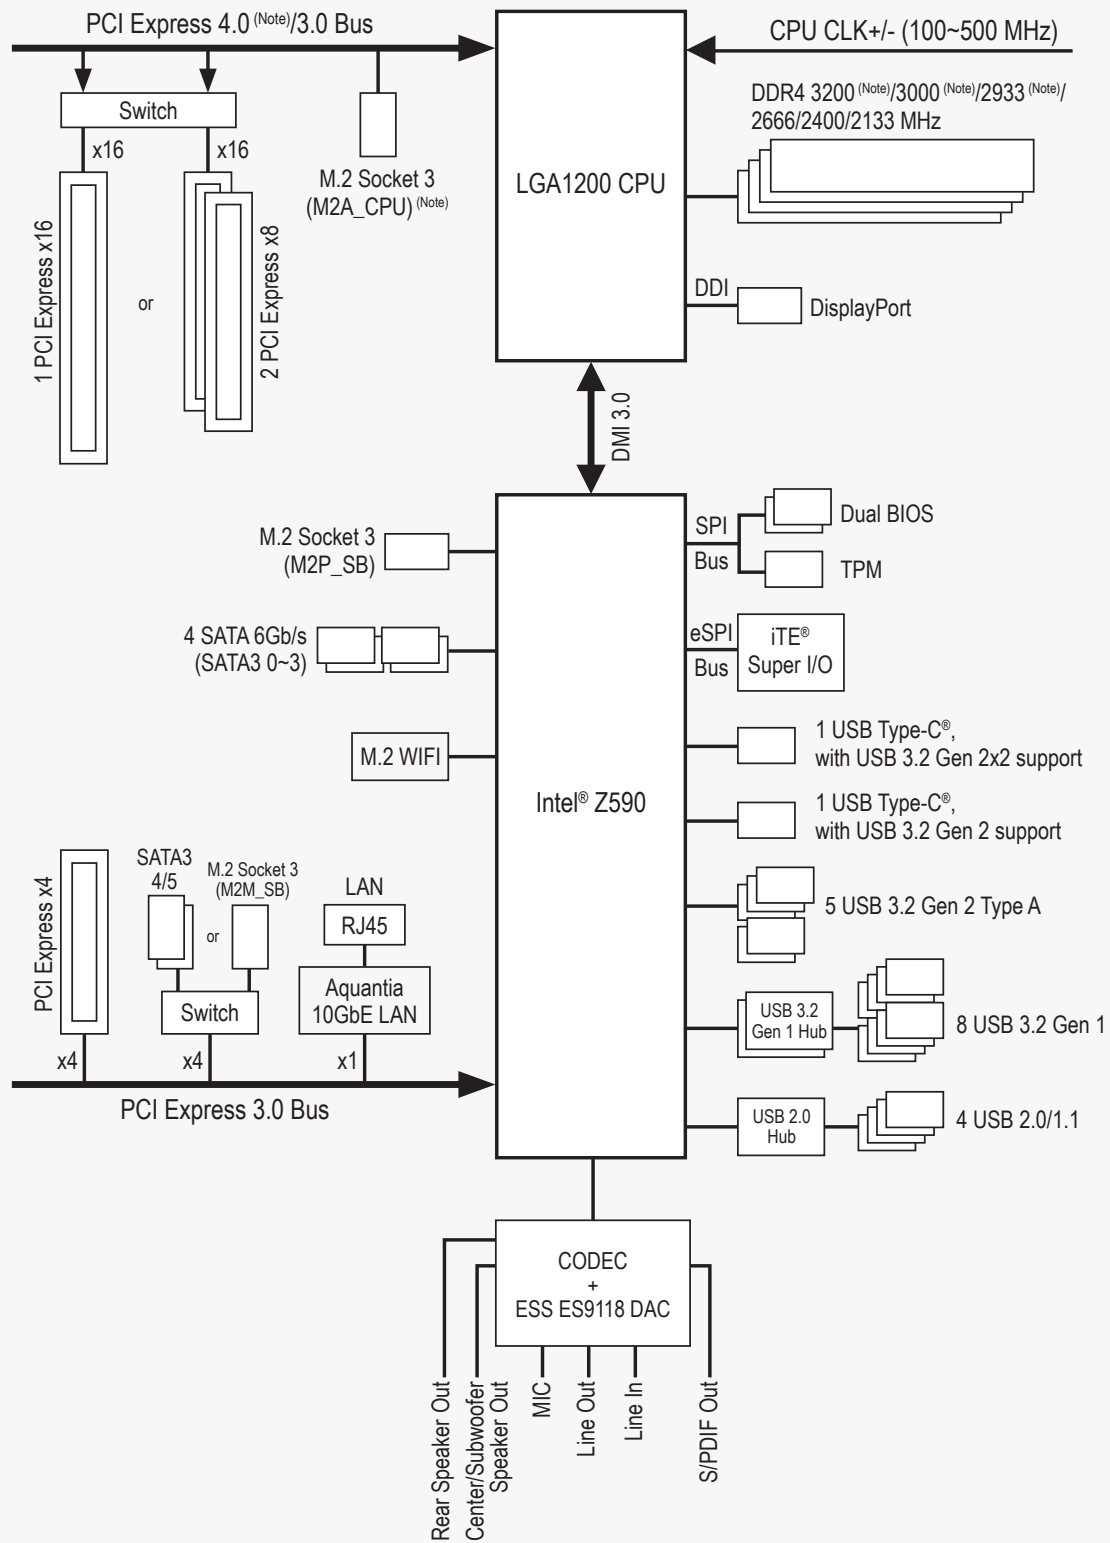 PCI Express 4.0 (Note)/3.0 Bus
CPU CLK+/- (100~500 MHz)
Switch
x16
x16
M.2 Socket 3
(M2A_CPU) (Note)
1 PCI Express x16
or
2 PCI Express x8
LGA1200 CPU
DDR4 3200 (Note)/3000 (Note)/2933 (Note)/
2666/2400/2133 MHz
DDI
DisplayPort
DMI 3.0
M.2 Socket 3
(M2P_SB)
SPI
Bus
Dual BIOS
TPM
4 SATA 6Gb/s
(SATA3 0~3)
eSPI
Bus
iTE®
Super I/O
M.2 WIFI
Intel® Z590
1 USB Type-C®,
with USB 3.2 Gen 2x2 support
1 USB Type-C®,
with USB 3.2 Gen 2 support
5 USB 3.2 Gen 2 Type A
PCI Express x4
SATA3
4/5
or
M.2 Socket 3
(M2M_SB)
Switch
LAN
RJ45
Aquantia
10GbE LAN
x4
x4
x1
PCI Express 3.0 Bus
USB 3.2
Gen 1 Hub
8 USB 3.2 Gen 1
USB 2.0
Hub
4 USB 2.0/1.1
CODEC
+
ESS ES9118 DAC
Rear Speaker Out
Center/Subwoofer
Speaker Out
MIC
Line Out
Line In
S/PDIF Out